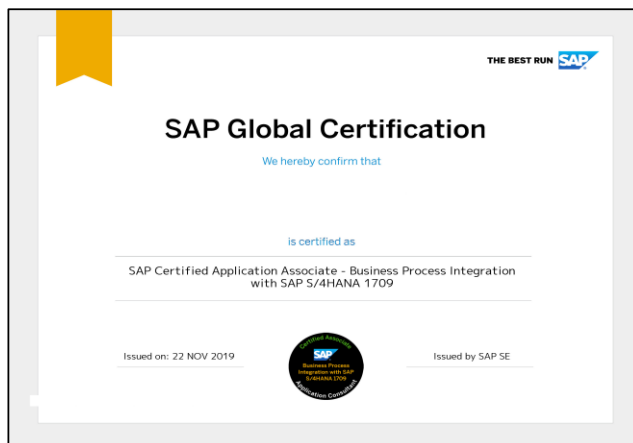 THE BEST RUN SAP
SAP Global Certification
We hereby confirm that
is certified as
SAP Certified Application Associate - Business Process Integration
with SAP S/4HANA 1709
Issued on: 22 NOV 2019
Certified Associate
SAP
Business Process
Integration with SAP
S/4HANA 1709
Application Consultant
Issued by SAP SE